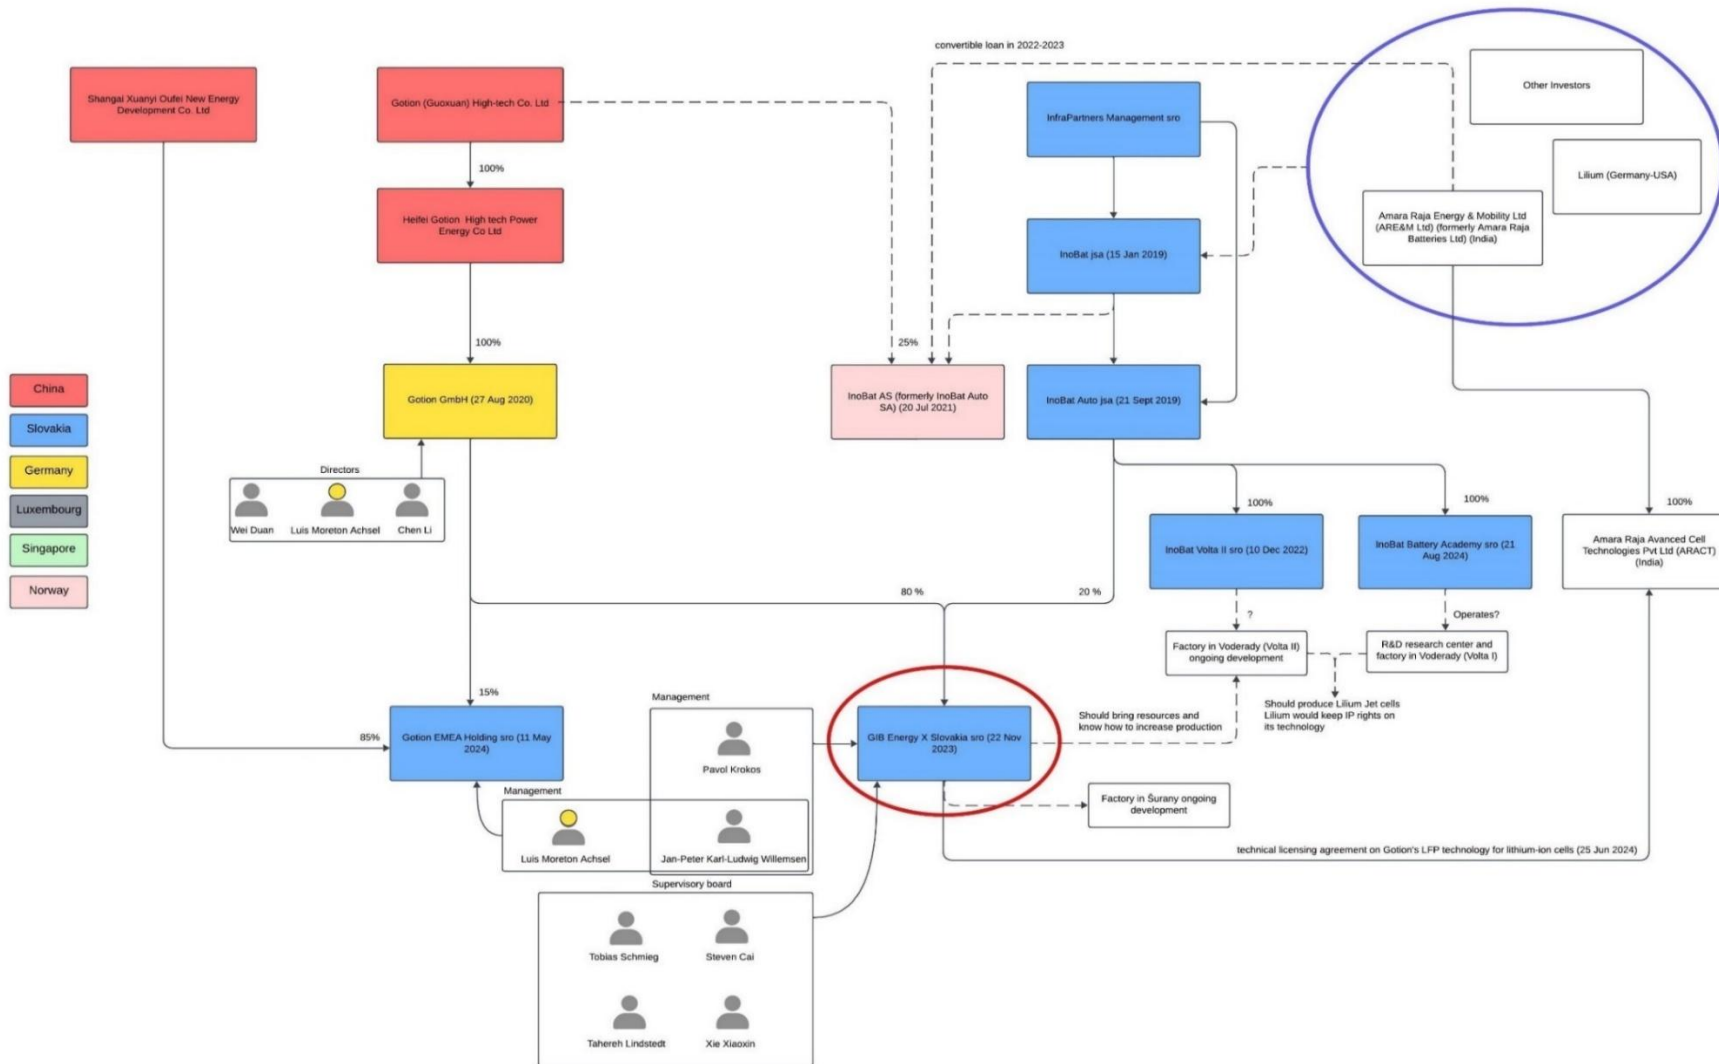 convertible loan in 2022-2023
Shangai Xuanyi Oufei New Energy
Development Co. Ltd
Gotion (Guoxuan) High-tech Co. Ltd
InfraPartners Management sro
Other Investors
Lilium (Germany-USA)
100%
Heifei Gotion High tech Power
Energy Co Ltd
InoBat jsa (15 Jan 2019)
Amara Raja Energy & Mobility Ltd
(ARE&M Ltd) (formerly Amara Raja
Batteries Ltd) (India)
100%
25%
China
Slovakia
Germany
Luxembourg
Singapore
Norway
Gotion GmbH (27 Aug 2020)
InoBat AS (formerly InoBat Auto
SA) (20 Jul 2021)
InoBat Auto jsa (21 Sept 2019)
Directors
Wei Duan
Luis Moreton Achsel
Chen Li
100%
100%
100%
InoBat Volta II sro (10 Dec 2022)
InoBat Battery Academy sro (21
Aug 2024)
Amara Raja Avanced Cell
Technologies Pvt Ltd (ARACT)
(India)
80 %
20 %
?
Operates?
Factory in Voderady (Volta II)
ongoing development
R&D research center and
factory in Voderady (Volta I)
15%
Management
Should bring resources and
know how to increase production
Should produce Lilium Jet cells
Lilium would keep IP rights on
its technology
85%
Gotion EMEA Holding sro (11 May
2024)
GIB Energy X Slovakia sro (22 Nov
2023)
Pavol Krokos
Management
Factory in Šurany ongoing
development
Luis Moreton Achsel
Jan-Peter Karl-Ludwig Willemsen
technical licensing agreement on Gotion's LFP technology for lithium-ion cells (25 Jun 2024)
Supervisory board
Tobias Schmieg
Steven Cai
Tahereh Lindstedt
Xie Xiaoxin